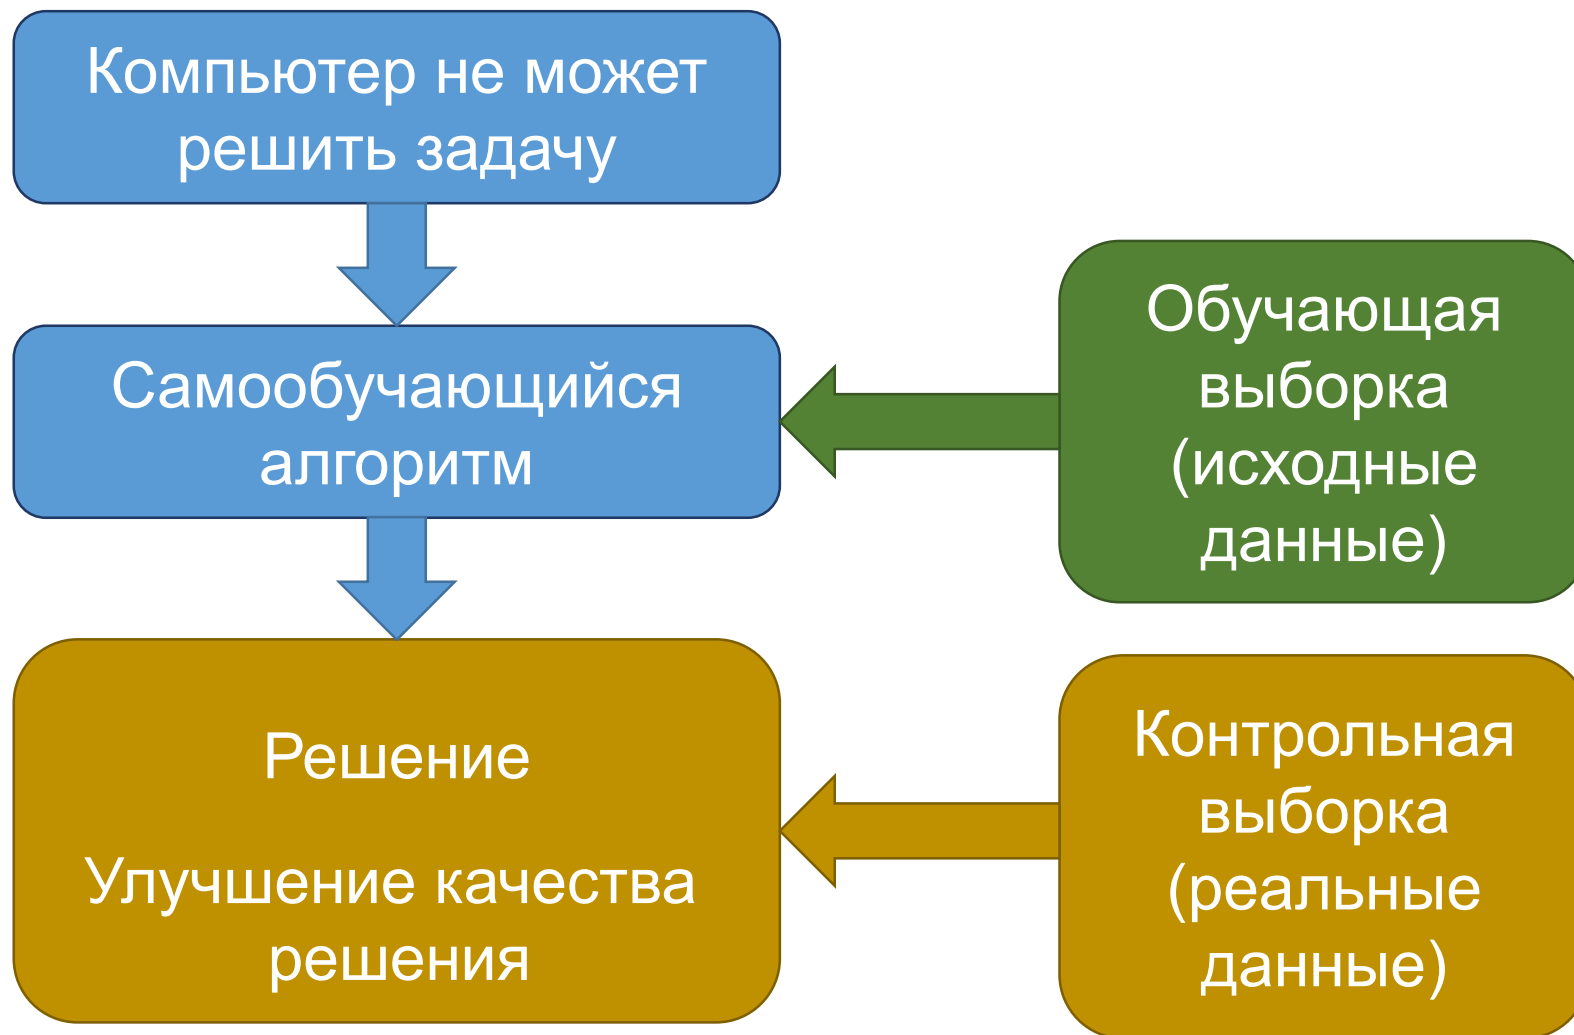 Компьютер не может
решить задачу
Самообучающийся
алгоритм
Обучающая
выборка
(исходные
данные)
Решение
Улучшение качества
решения
Контрольная
выборка
(реальные
данные)